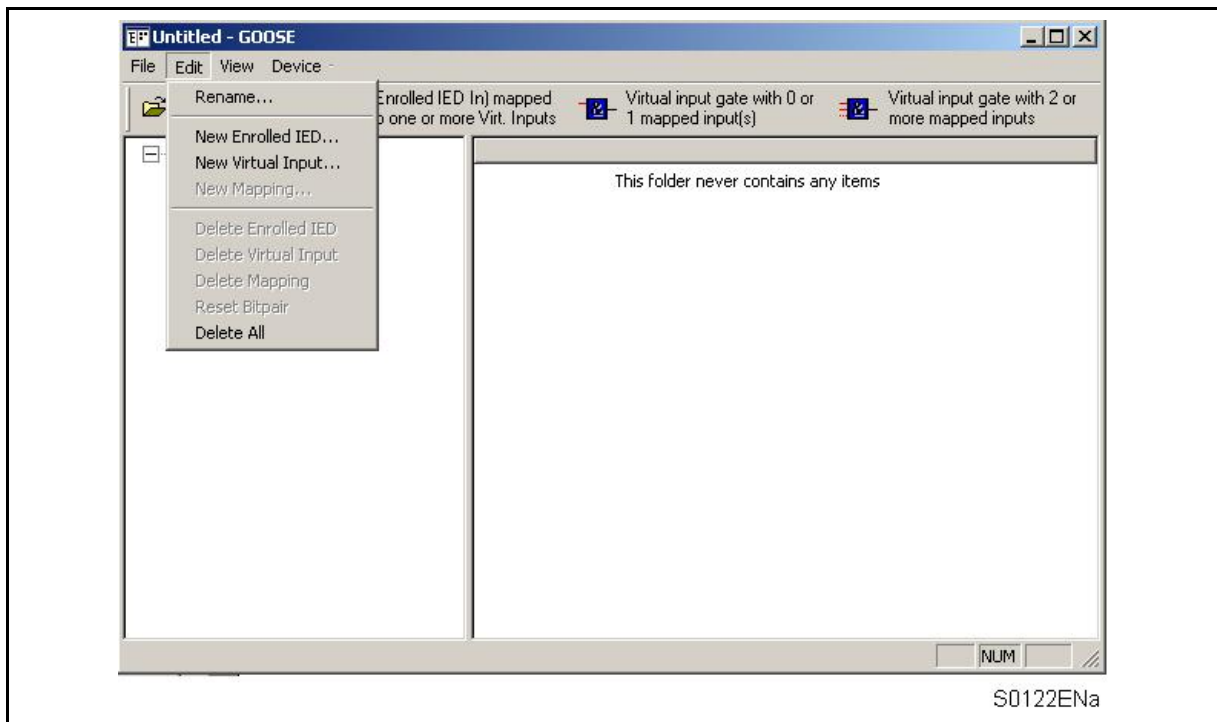 Untitled - GOOSE
File Edit View Device
Rename...
New Enrolled IED...
New Virtual Input...
New Mapping...
Delete Enrolled IED
Delete Virtual Input
Delete Mapping
Reset Bitpair
Delete All
Enrolled IED In) mapped
one or more Virt. Inputs
Virtual input gate with 0 or
1 mapped input(s)
Virtual input gate with 2 or
more mapped inputs
This folder never contains any items
NUM
S0122ENa